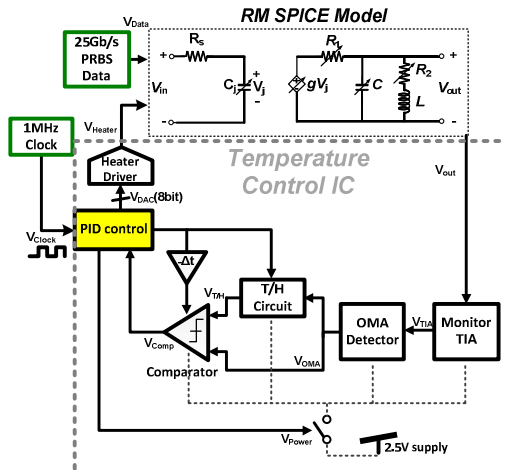 RM SPICE Model
VData
25Gb/s
PRBS
Data
Rs
Vin
+
-
Cj
+
Vj
-
gVj
R1
C
R2
L
+
Vout
-
1MHz
Clock
VHeater
Heater
Driver
Temperature
Control IC
Vout
VDAC(8bit)
VClock
PID control
-Δt
T/H
Circuit
VT/H
VComp
Comparator
VOMA
OMA
Detector
VTIA
Monitor
TIA
VPower
2.5V supply